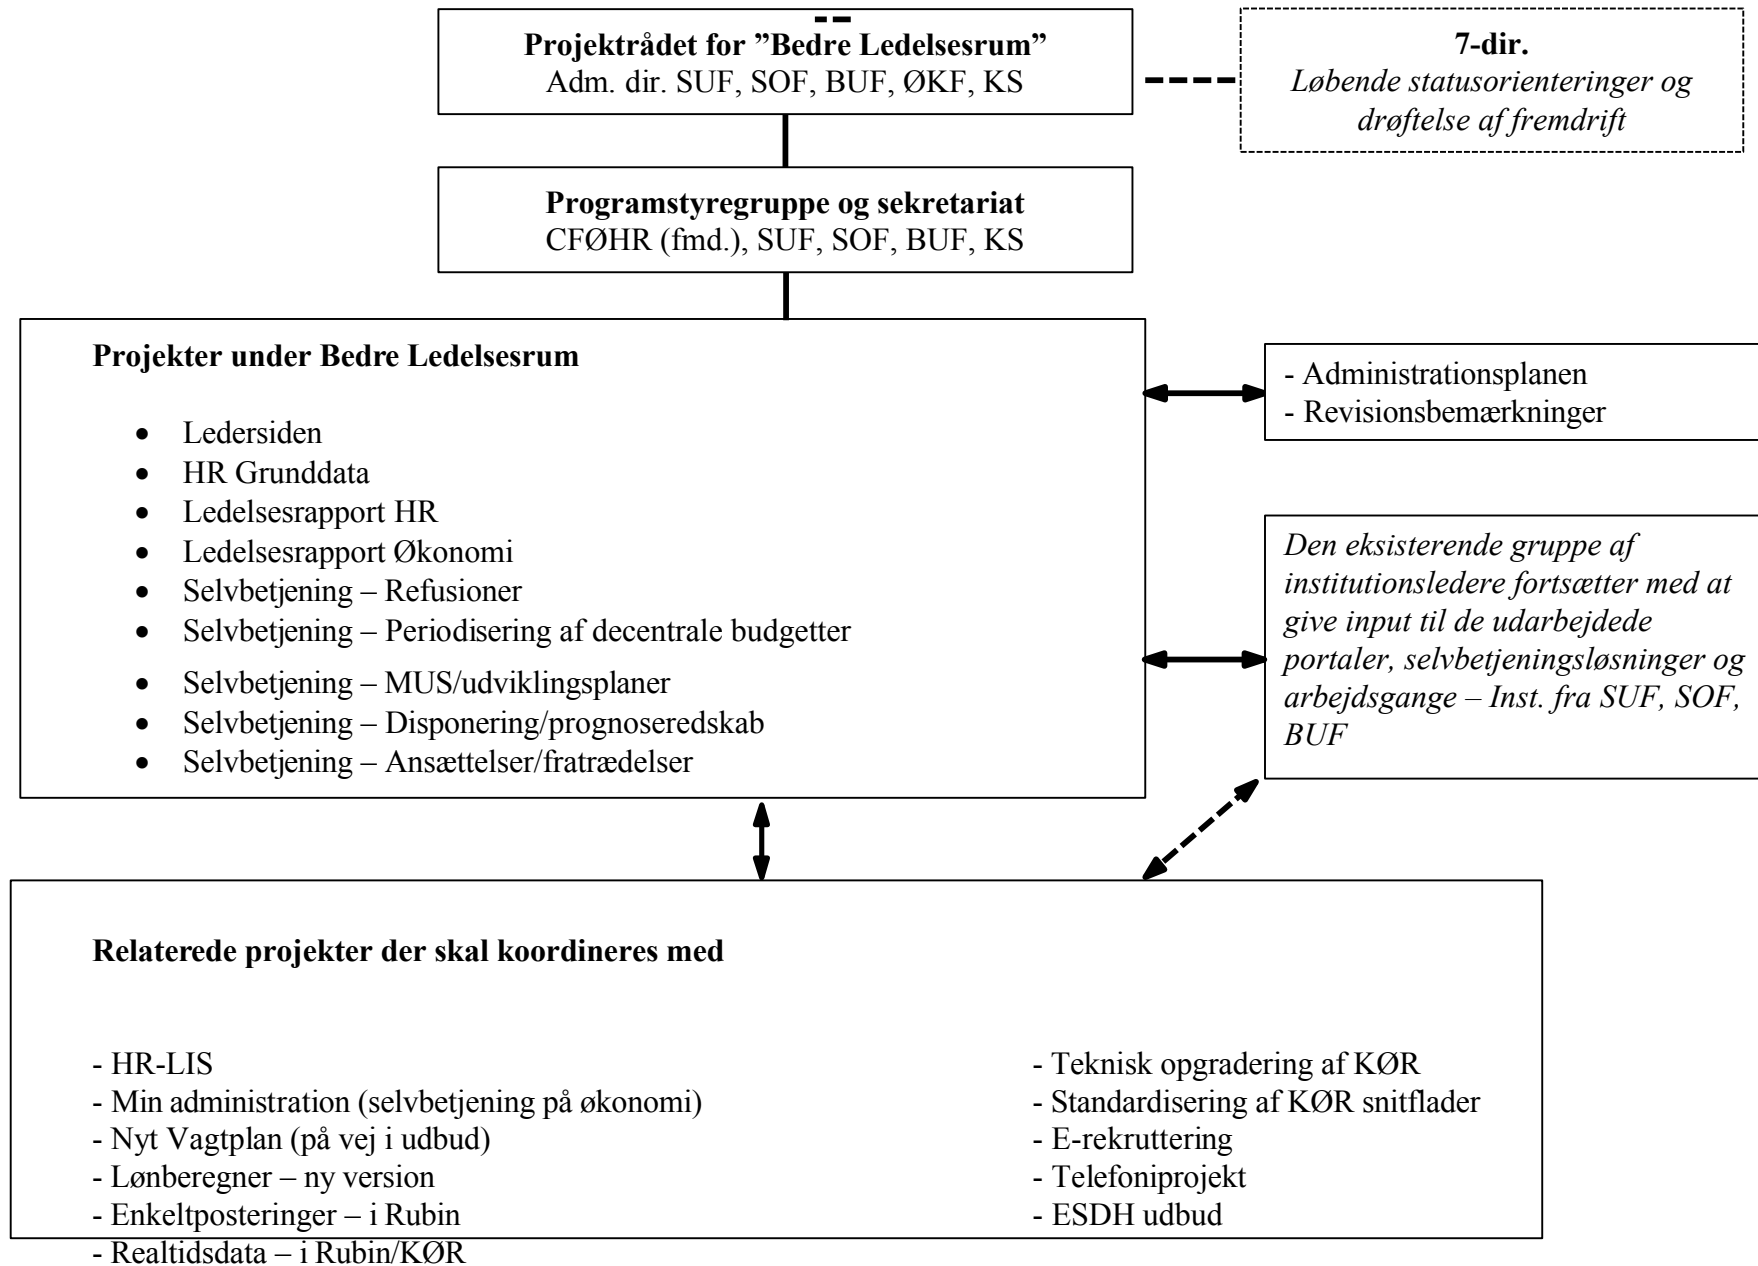 Projektrådet for ”Bedre Ledelsesrum”
Adm. dir. SUF, SOF, BUF, ØKF, KS
7-dir.
Løbende statusorienteringer og
drøftelse af fremdrift
Programstyregruppe og sekretariat
CFØHR (fmd.), SUF, SOF, BUF, KS
Projekter under Bedre Ledelsesrum
• Ledersiden
• HR Grunddata
• Ledelsesrapport HR
• Ledelsesrapport Økonomi
• Selvbetjening – Refusioner
• Selvbetjening – Periodisering af decentrale budgetter
• Selvbetjening – MUS/udviklingsplaner
• Selvbetjening – Disponering/prognoseredskab
• Selvbetjening – Ansættelser/fratrædelser
- Administrationsplanen
- Revisionsbemærkninger
Den eksisterende gruppe af
institutionsledere fortsætter med at
give input til de udarbejdede
portaler, selvbetjeningsløsninger og
arbejdsgange – Inst. fra SUF, SOF,
BUF
Relaterede projekter der skal koordineres med
- HR-LIS
- Min administration (selvbetjening på økonomi)
- Nyt Vagtplan (på vej i udbud)
- Lønberegner – ny version
- Enkeltposteringer – i Rubin
- Realtidsdata – i Rubin/KØR
- Teknisk opgradering af KØR
- Standardisering af KØR snitflader
- E-rekruttering
- Telefoniprojekt
- ESDH udbud